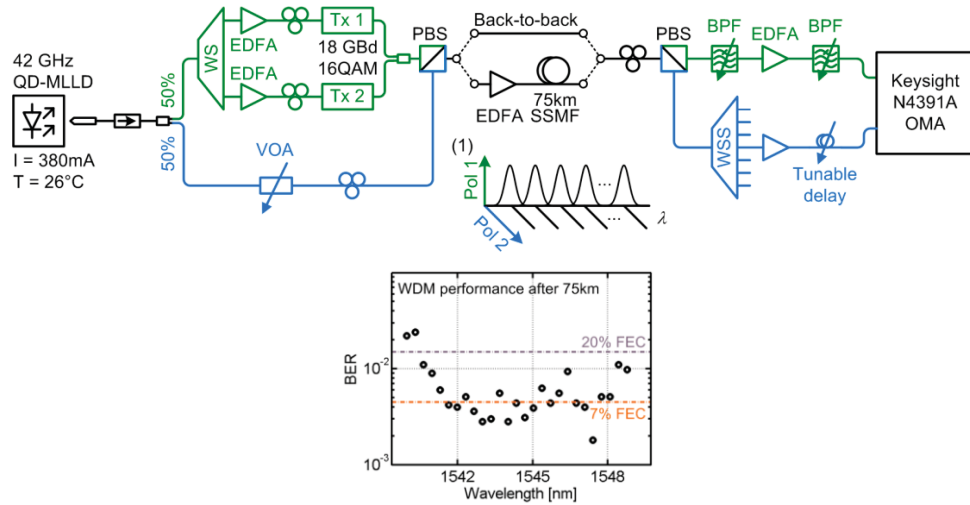 42 GHz
QD-MLLD
I = 380mA
T = 26°C
50%
50%
WS
EDFA
EDFA
Tx 1
18 GBd
16QAM
Tx 2
VOA
PBS
Back-to-back
EDFA
75km
SSMF
(1)
Pol 1
Pol 2
...
...
λ
PBS
BPF
EDFA
BPF
WSS
Tunable
delay
Keysight
N4391A
OMA
WDM performance after 75km
20% FEC
7% FEC
BER
10-2
10-3
1542
1545
1548
Wavelength [nm]